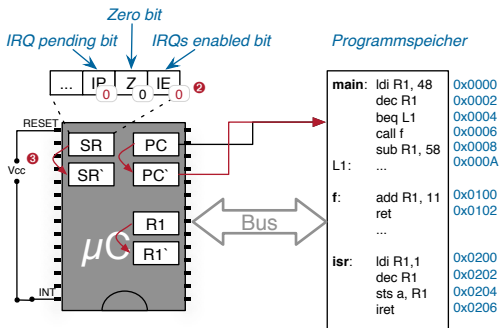 Zero bit
IRQ pending bit
IRQs enabled bit
Programmspeicher
... IP Z IE ❷
0 0 0
RESET
❸
Vcc
INT
SR PC
SR` PC`
R1
R1`
µC
Bus
main: ldi R1, 48 0x0000
dec R1 0x0002
beq L1 0x0004
call f 0x0006
sub R1, 58 0x0008
L1: ... 0x000A
f: add R1, 11 0x0100
ret 0x0102
...
isr: ldi R1,1 0x0200
dec R1 0x0202
sts a, R1 0x0204
iret 0x0206